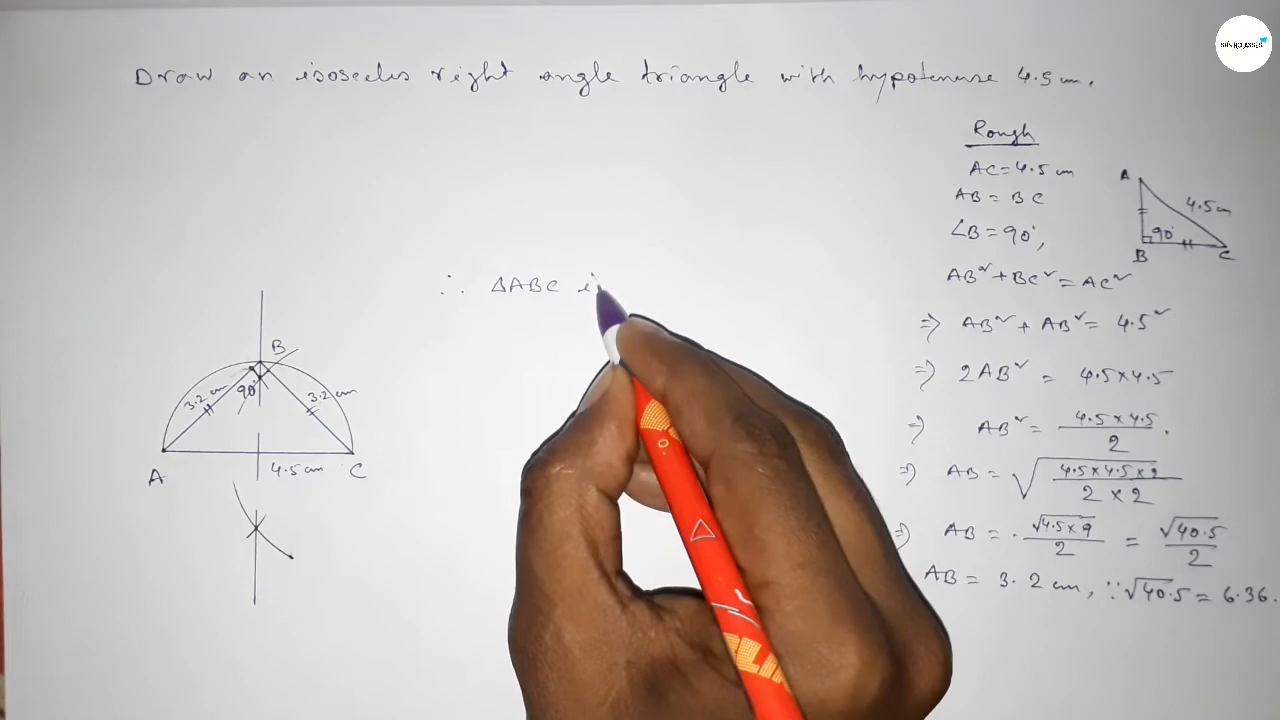 Draw an isosceles right angle triangle with hypotenuse 4.5 cm.
Rough
AC = 4.5 cm
AB = BC
∠B = 90°,
A
4.5 cm
90°
B
C
AB² + BC² = AC²
⇒ AB² + AB² = 4.5²
⇒ 2AB² = 4.5×4.5
⇒ AB² = 4.5×4.5 / 2 .
⇒ AB = √(4.5×4.5×2 / 2×2)
⇒ AB = √4.5×9 / 2 = √40.5 / 2
AB = 3.2 cm, ∵ √40.5 = 6.36.
∴ ΔABC i
B
3.2 cm
90°
3.2 cm
A
4.5 cm
C